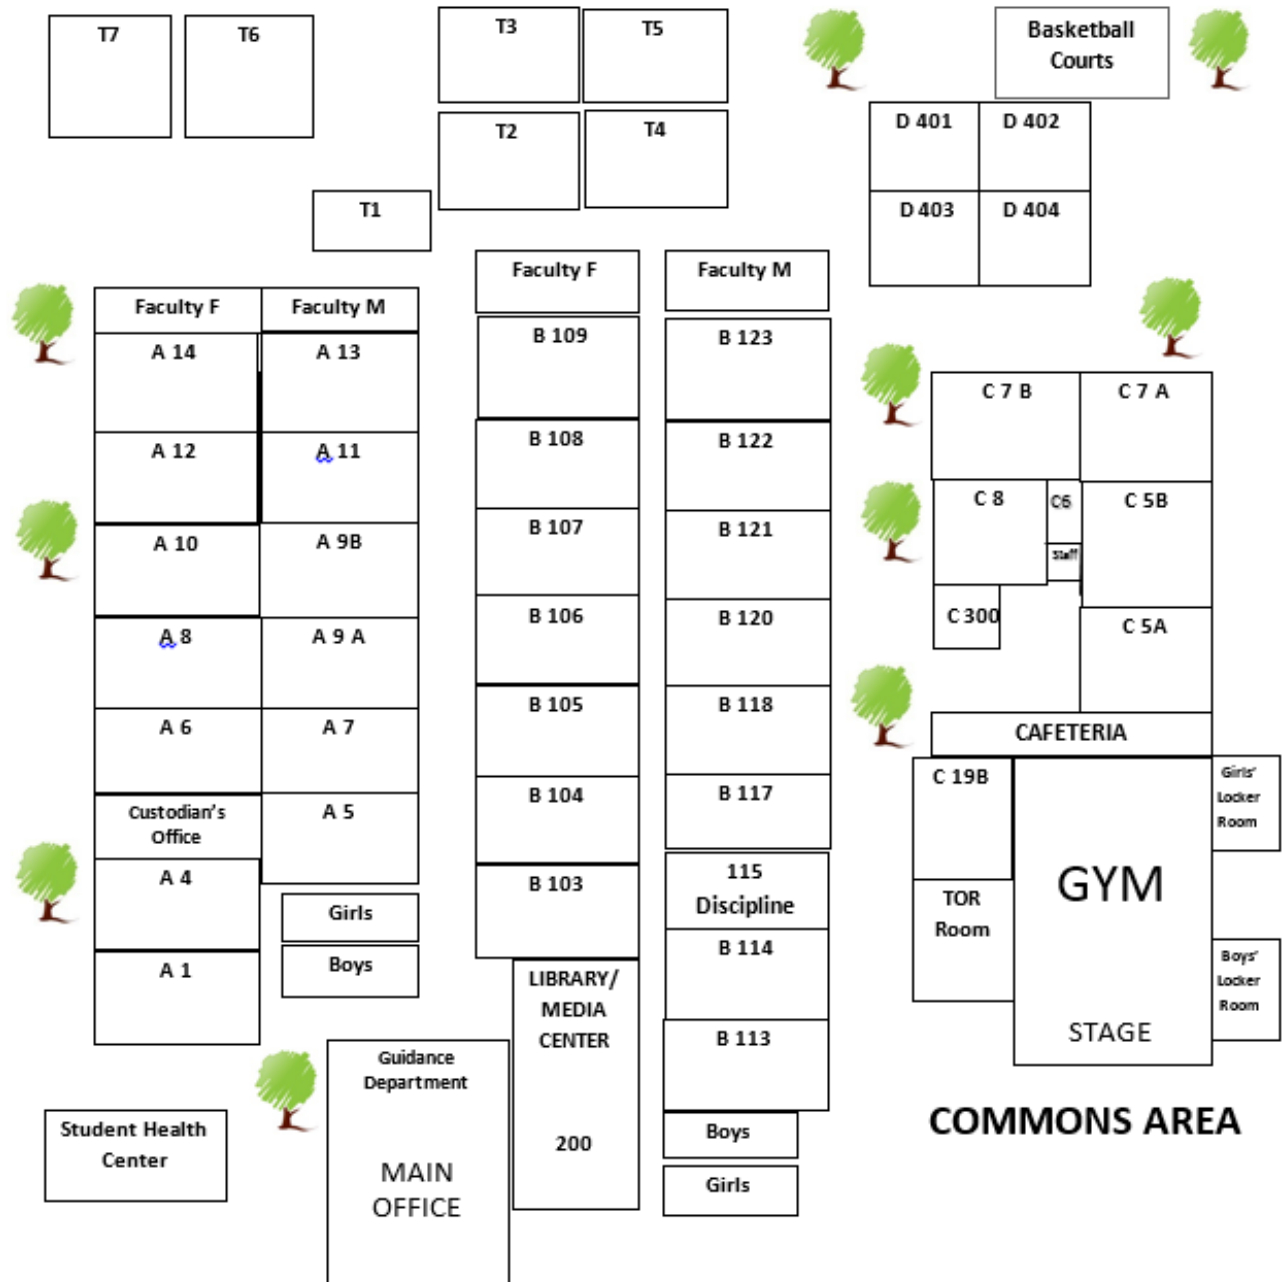 T7
T6
T3
T5
Basketball
Courts
T2
T4
D 401
D 402
T1
D 403
D 404
Faculty F
Faculty M
Faculty F
Faculty M
A 14
A 13
B 109
B 123
C 7 B
C 7 A
A 12
A 11
B 108
B 122
C 8
C6
C 5B
A 10
A 9B
B 107
B 121
Staff
A 8
A 9 A
B 106
B 120
C 300
C 5A
A 6
A 7
B 105
B 118
CAFETERIA
Custodian's
Office
A 5
B 104
B 117
C 19B
Girls'
Locker
Room
A 4
B 103
115
Discipline
GYM
TOR
Room
Girls
Boys
A 1
LIBRARY/
MEDIA
CENTER
200
B 114
B 113
Boys'
Locker
Room
STAGE
Guidance
Department
MAIN
OFFICE
Student Health
Center
Boys
Girls
COMMONS AREA